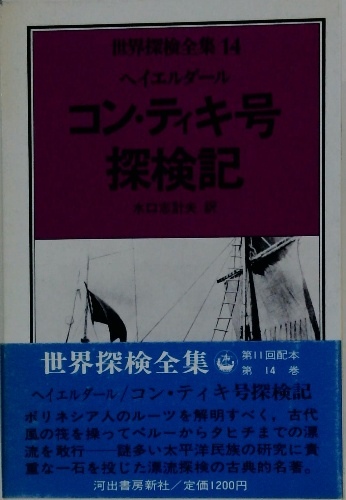 世界探検全集 14
ヘイエルダール
コン・ティキ号
探検記
水口志計夫 訳
世界探検全集
第11回配本
第 14 巻
ヘイエルダール/コン・ティキ号探検記
ポリネシア人のルーツを解明すべく,古代
風の筏を操ってペルーからタヒチまでの漂
流を敢行——謎多い太平洋民族の研究に貴
重な一石を投じた漂流探検の古典的名著。
河出書房新社/定価1200円